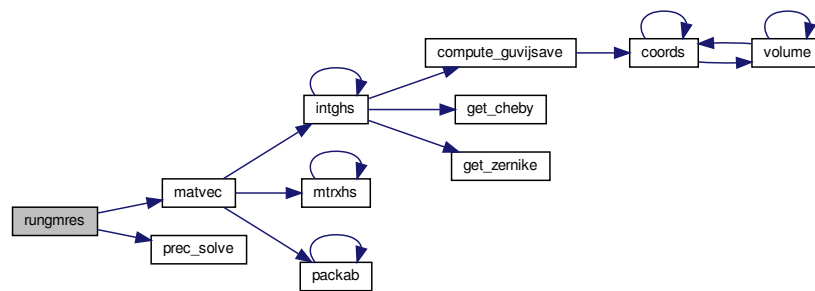 rungmres
matvec
prec_solve
intghs
mtrxhs
packab
compute_guvijsave
get_cheby
get_zernike
coords
volume